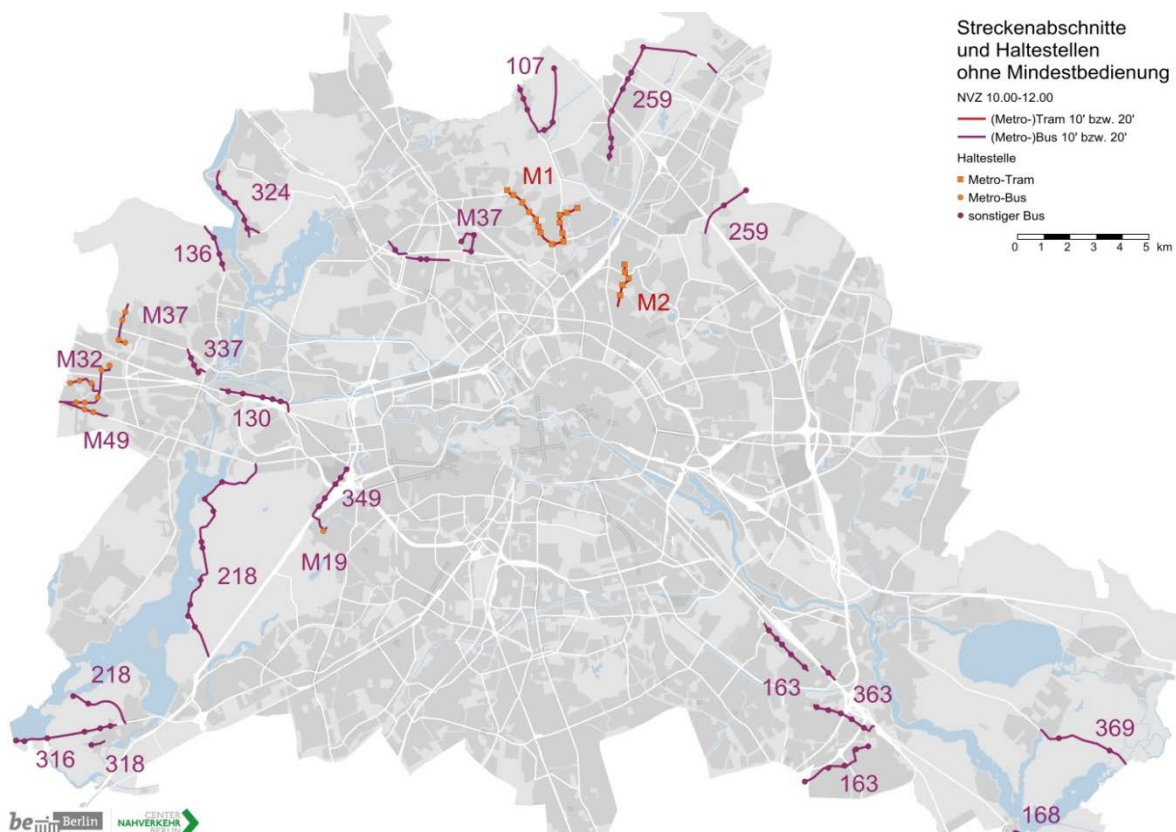 Streckenabschnitte
und Haltestellen
ohne Mindestbedienung
NVZ 10.00-12.00
(Metro-)Tram 10' bzw. 20'
(Metro-)Bus 10' bzw. 20'
Haltestelle
Metro-Tram
Metro-Bus
sonstiger Bus
0 1 2 3 4 5
km
107
259
M1
324
M37
259
136
M2
M37
M32
337
130
M49
349
M19
218
218
163
363
369
316
318
163
168
be Berlin
CENTER
NAHVERKEHR
BERLIN